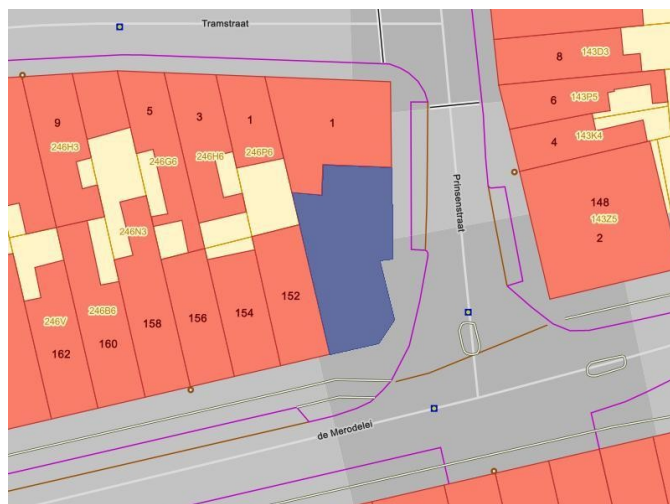 Tramstraat
8
143D3
6
143P5
4
143K4
148
143Z5
2
9
246H3
5
246G6
3
246H6
1
246P6
1
Prinsenstraat
246N3
246V
162
246B6
160
158
156
154
152
de Merodelei